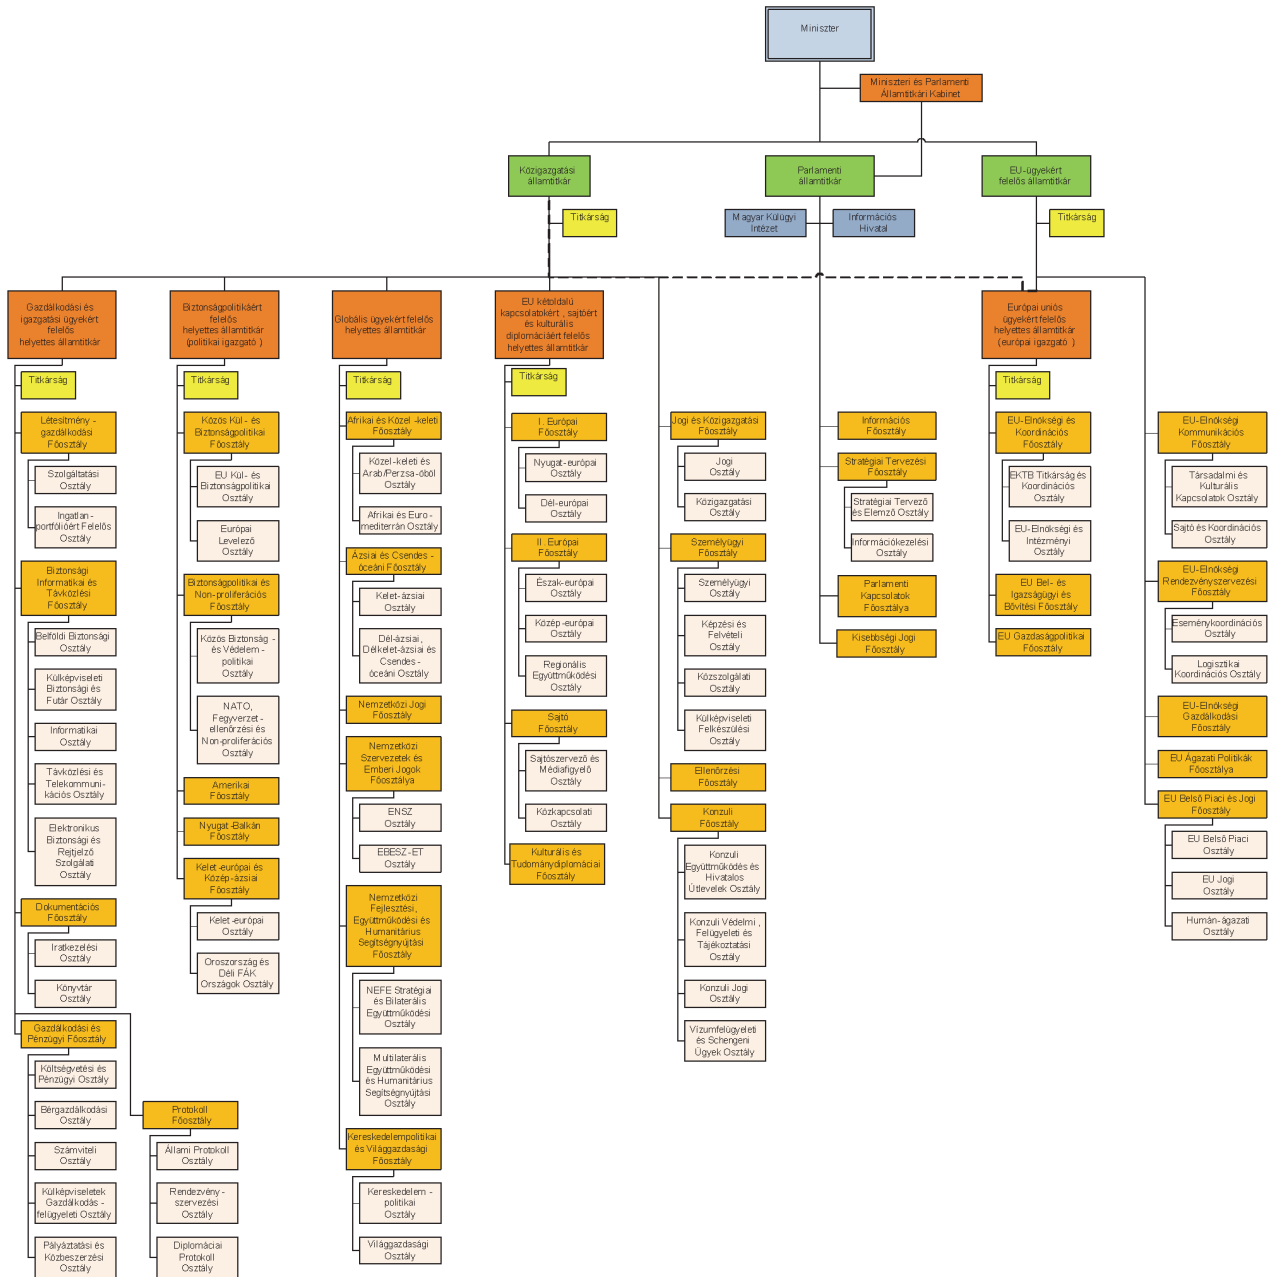 Miniszter
Miniszteri és Parlamenti
Államtitkári Kabinet
Közigazgatási
államtitkár
Parlamenti
államtitkár
EU-ügyekért
felelős államtitkár
Titkárság
Magyar Külügyi
Intézet
Információs
Hivatal
Titkárság
Gazdálkodási és
igazgatási ügyekért
felelős
helyettes államtitkár
Titkárság
Létesítmény -
gazdálkodási
Főosztály
Szolgáltatási
Osztály
Ingatlan -
portfólióért Felelős
Osztály
Biztonsági
Informatikai és
Távközlési
Főosztály
Belföldi Biztonsági
Osztály
Külképviseleti
Biztonsági és
Futár Osztály
Informatikai
Osztály
Távközlési és
Telekommuni-
kációs Osztály
Elektronikus
Biztonsági és
Rejtjelző
Szolgálati
Osztály
Dokumentációs
Főosztály
Iratkezelési
Osztály
Könyvtár
Osztály
Gazdálkodási és
Pénzügyi Főosztály
Költségvetési és
Pénzügyi Osztály
Bérgazdálkodási
Osztály
Számviteli
Osztály
Külképviseletek
Gazdálkodás -
felügyeleti Osztály
Pályáztatási és
Közbeszerzési
Osztály
Protokoll
Főosztály
Állami Protokoll
Osztály
Rendezvény -
szervezési
Osztály
Diplomáciai
Protokoll
Osztály
Biztonságpolitikáért
felelős
helyettes államtitkár
(politikai igazgató )
Titkárság
Közös Kül - és
Biztonságpolitikai
Főosztály
EU Kül - és
Biztonságpolitikai
Osztály
Európai
Levelező
Osztály
Biztonságpolitikai és
Non-proliferációs
Főosztály
Közös Biztonság -
és Védelem -
politikai
Osztály
NATO,
Fegyverzet -
ellenőrzési és
Non-proliferációs
Osztály
Amerikai
Főosztály
Nyugat -Balkán
Főosztály
Kelet -európai és
Közép -ázsiai
Főosztály
Kelet -európai
Osztály
Oroszország és
Déli FÁK
Országok Osztály
Globális ügyekért felelős
helyettes államtitkár
Titkárság
Afrikai és Közel -keleti
Főosztály
Közel -keleti és
Arab/Perzsa-öböl
Osztály
Afrikai és Euro -
mediterrán Osztály
Ázsiai és Csendes -
óceáni Főosztály
Kelet-ázsiai
Osztály
Dél-ázsiai ,
Délkelet-ázsiai és
Csendes -
óceáni Osztály
Nemzetközi Jogi
Főosztály
Nemzetközi
Szervezetek és
Emberi Jogok
Főosztálya
ENSZ
Osztály
EBESZ-ET
Osztály
Nemzetközi
Fejlesztési,
Együttműködési és
Humanitárius
Segítségnyújtási
Főosztály
NEFE Stratégiai
és Bilaterális
Együttműködési
Osztály
Multilaterális
Együttműködési
és Humanitárius
Segítségnyújtási
Osztály
Kereskedelempolitikai
és Világgazdasági
Főosztály
Kereskedelem -
politikai
Osztály
Világgazdasági
Osztály
EU kétoldalú
kapcsolatokért , sajtóért
és kulturális
diplomáciáért felelős
helyettes államtitkár
Titkárság
I. Európai
Főosztály
Nyugat-európai
Osztály
Dél-európai
Osztály
II. Európai
Főosztály
Észak-európai
Osztály
Közép -európai
Osztály
Regionális
Együttműködési
Osztály
Sajtó
Főosztály
Sajtószervező és
Médiafigyelő
Osztály
Közkapcsolati
Osztály
Kulturális és
Tudománydiplomáciai
Főosztály
Jogi és Közigazgatási
Főosztály
Jogi
Osztály
Közigazgatási
Osztály
Személyügyi
Főosztály
Személyügyi
Osztály
Képzési és
Felvételi
Osztály
Közszolgálati
Osztály
Külképviseleti
Felkészülési
Osztály
Ellenőrzési
Főosztály
Konzuli
Főosztály
Konzuli
Együttműködés és
Hivatalos
Útlevelek Osztály
Konzuli Védelmi ,
Felügyeleti és
Tájékoztatási
Osztály
Konzuli Jogi
Osztály
Vízumfelügyeleti
és Schengeni
Ügyek Osztály
Információs
Főosztály
Stratégiai Tervezési
Főosztály
Stratégiai Tervező
és Elemző Osztály
Információkezelési
Osztály
Parlamenti
Kapcsolatok
Főosztálya
Kisebbségi Jogi
Főosztály
Európai uniós
ügyekért felelős
helyettes államtitkár
(európai igazgató )
Titkárság
EU-Elnökségi és
Koordinációs
Főosztály
EKTB Titkárság és
Koordinációs
Osztály
EU-Elnökségi és
Intézményi
Osztály
EU Bel- és
Igazságügyi és
Bővítési Főosztály
EU Gazdaságpolitikai
Főosztály
EU-Elnökségi
Kommunikációs
Főosztály
Társadalmi és
Kulturális
Kapcsolatok Osztály
Sajtó és Koordinációs
Osztály
EU-Elnökségi
Rendezvényszervezési
Főosztály
Eseménykoordinációs
Osztály
Logisztikai
Koordinációs Osztály
EU-Elnökségi
Gazdálkodási
Főosztály
EU Ágazati Politikák
Főosztálya
EU Belső Piaci és Jogi
Főosztály
EU Belső Piaci
Osztály
EU Jogi
Osztály
Humán-ágazati
Osztály